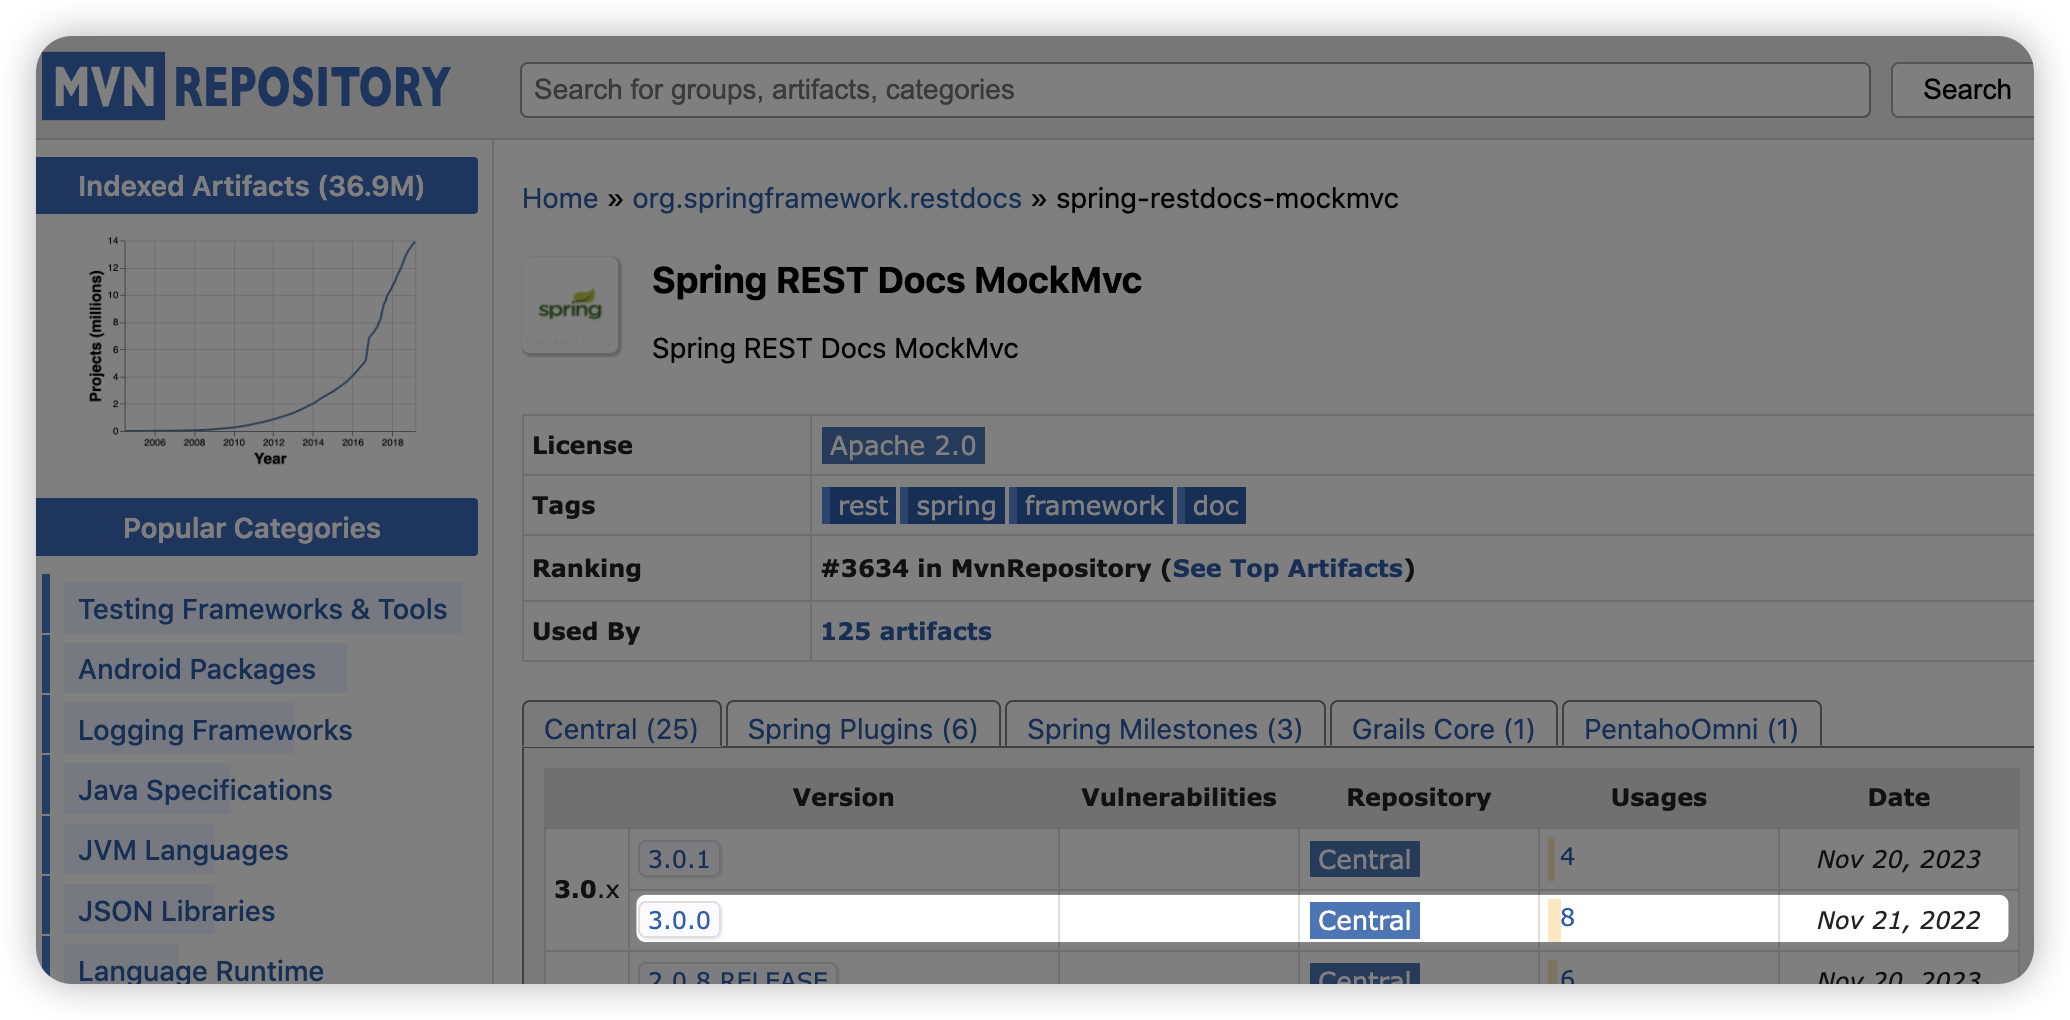 MVN REPOSITORY
Search for groups, artifacts, categories
Search
Indexed Artifacts (36.9M)
Projects (millions)
14
12
10
8
6
4
2
0
2006 2008 2010 2012 2014 2016 2018
Year
Popular Categories
Testing Frameworks & Tools
Android Packages
Logging Frameworks
Java Specifications
JVM Languages
JSON Libraries
Language Runtime
Home » org.springframework.restdocs » spring-restdocs-mockmvc
spring
Spring REST Docs MockMvc
Spring REST Docs MockMvc
License Apache 2.0
Tags rest spring framework doc
Ranking #3634 in MvnRepository (See Top Artifacts)
Used By 125 artifacts
Central (25) Spring Plugins (6) Spring Milestones (3) Grails Core (1) PentahoOmni (1)
Version Vulnerabilities Repository Usages Date
3.0.x
3.0.1 Central 4 Nov 20, 2023
3.0.0 Central 8 Nov 21, 2022
2.0.8.RELEASE Central 6 Nov 20, 2023